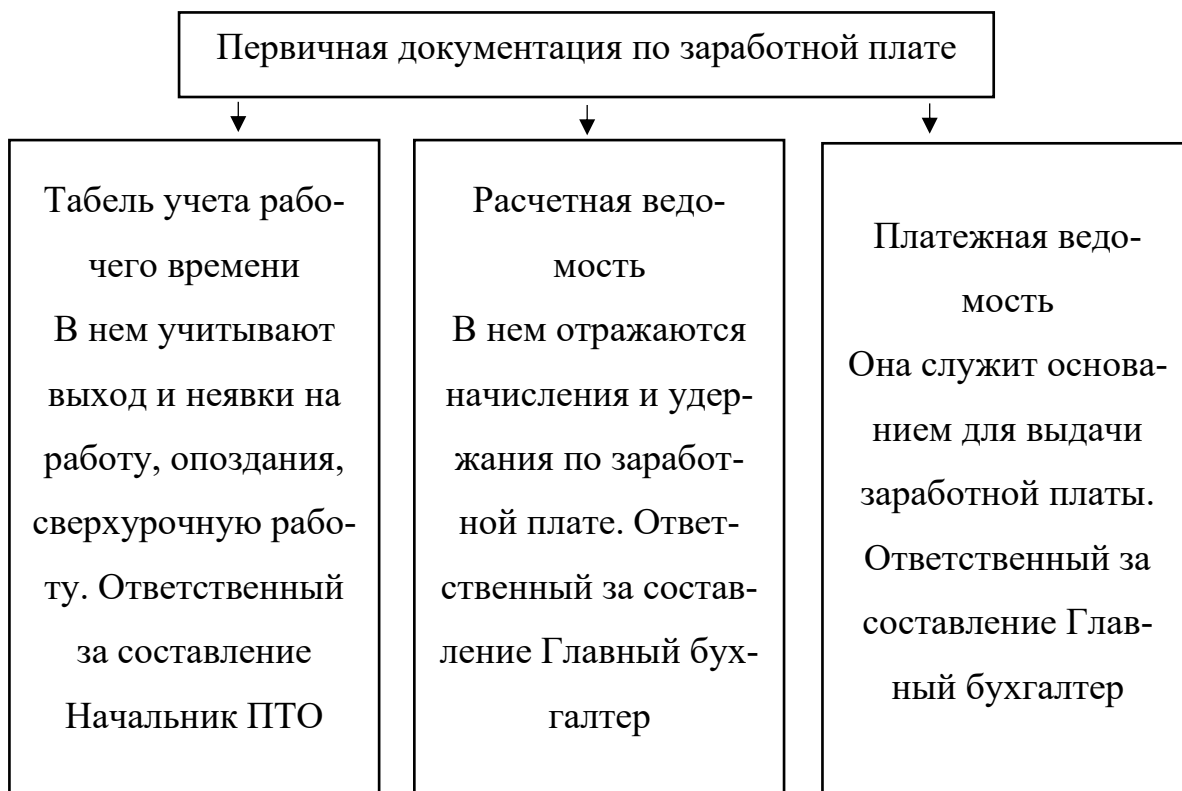 Первичная документация по заработной плате
Табель учета рабо-
чего времени
В нем учитывают
выход и неявки на
работу, опоздания,
сверхурочную рабо-
ту. Ответственный
за составление
Начальник ПТО
Расчетная ведо-
мость
В нем отражаются
начисления и удер-
жания по заработ-
ной плате. Ответ-
ственный за состав-
ление Главный бух-
галтер
Платежная ведо-
мость
Она служит основа-
нием для выдачи
заработной платы.
Ответственный за
составление Глав-
ный бухгалтер